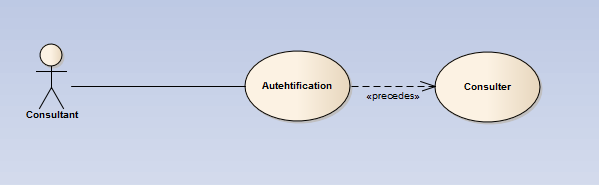 Consultant
Autehtification
«precedes»
Consulter